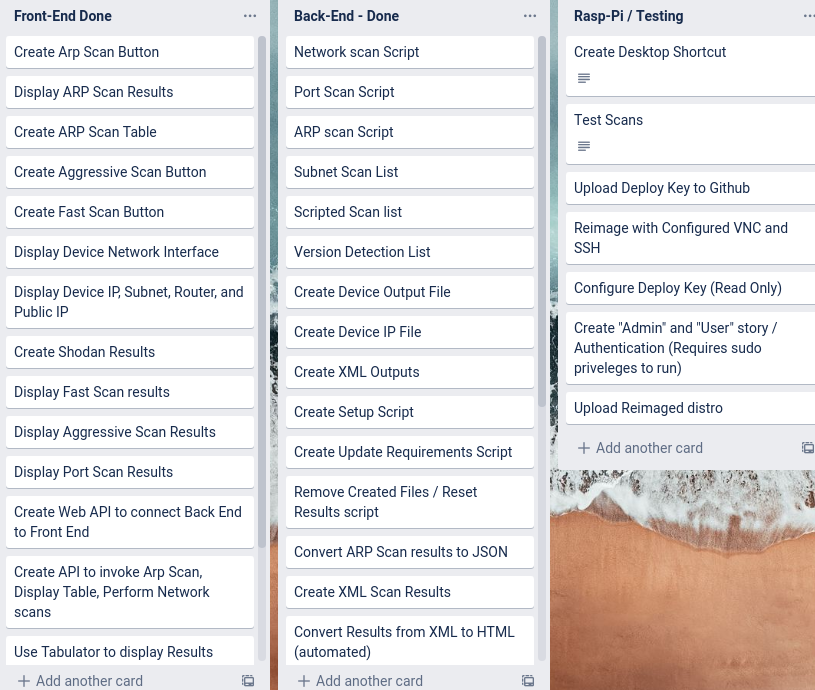 Front-End Done
Create Arp Scan Button
Display ARP Scan Results
Create ARP Scan Table
Create Aggressive Scan Button
Create Fast Scan Button
Display Device Network Interface
Display Device IP, Subnet, Router, and
Public IP
Create Shodan Results
Display Fast Scan results
Display Aggressive Scan Results
Display Port Scan Results
Create Web API to connect Back End
to Front End
Create API to invoke Arp Scan,
Display Table, Perform Network
scans
Use Tabulator to display Results
Add another card
Back-End - Done
Network scan Script
Port Scan Script
ARP scan Script
Subnet Scan List
Scripted Scan list
Version Detection List
Create Device Output File
Create Device IP File
Create XML Outputs
Create Setup Script
Create Update Requirements Script
Remove Created Files / Reset
Results script
Convert ARP Scan results to JSON
Create XML Scan Results
Convert Results from XML to HTML
(automated)
Add another card
Rasp-Pi / Testing
Create Desktop Shortcut
Test Scans
Upload Deploy Key to Github
Reimage with Configured VNC and
SSH
Configure Deploy Key (Read Only)
Create "Admin" and "User" story /
Authentication (Requires sudo
priveleges to run)
Upload Reimaged distro
Add another card